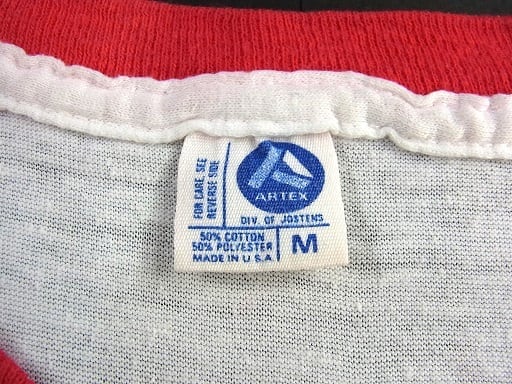 FOR CARE, SEE
REVERSE SIDE
ARTEX
DIV. OF JOSTENS
50% COTTON
50% POLYESTER
MADE IN U.S.A.
M